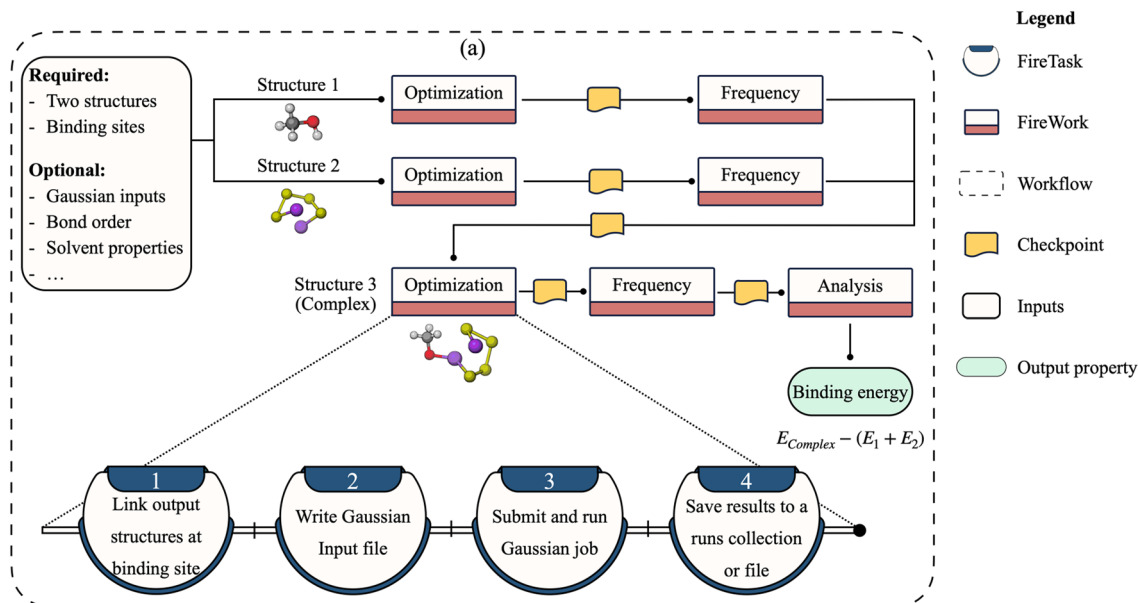 (a)
Required:
- Two structures
- Binding sites
Optional:
- Gaussian inputs
- Bond order
- Solvent properties
- …
Structure 1
Optimization
Frequency
Structure 2
Optimization
Frequency
Structure 3
(Complex)
Optimization
Frequency
Analysis
Binding energy
E_Complex − (E_1 + E_2)
1
Link output
structures at
binding site
2
Write Gaussian
Input file
3
Submit and run
Gaussian job
4
Save results to a
runs collection
or file
Legend
FireTask
FireWork
Workflow
Checkpoint
Inputs
Output property